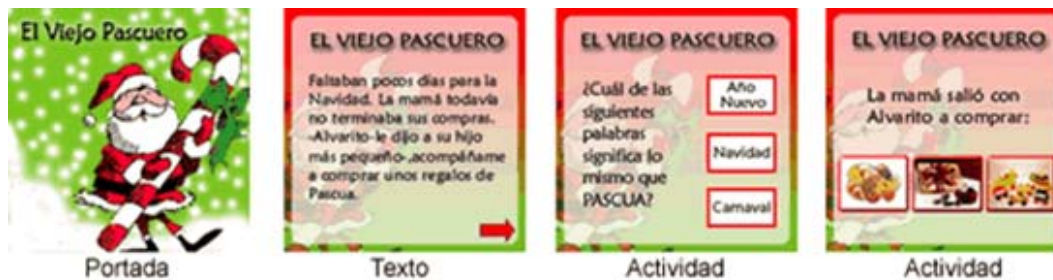 El Viejo Pascuero
Portada
EL VIEJO PASCUERO
Faltaban pocos días para la
Navidad. La mamá todavía
no terminaba sus compras.
-Alvarito-le dijo a su hijo
más pequeño-,acompáñame
a comprar unos regalos de
Pascua.
Texto
EL VIEJO PASCUERO
¿Cuál de las
siguientes
palabras
significa lo
mismo que
PASCUA?
Año
Nuevo
Navidad
Carnaval
Actividad
EL VIEJO PASCUERO
La mamá salió con
Alvarito a comprar:
Actividad